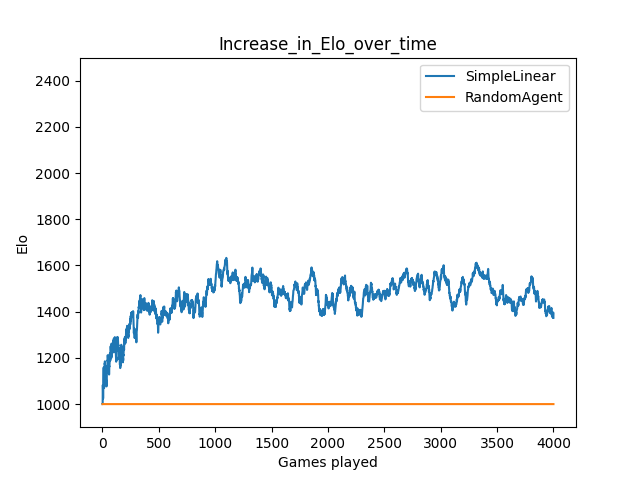 Increase_in_Elo_over_time
SimpleLinear
RandomAgent
Elo
2400
2200
2000
1800
1600
1400
1200
1000
0 500 1000 1500 2000 2500 3000 3500 4000
Games played